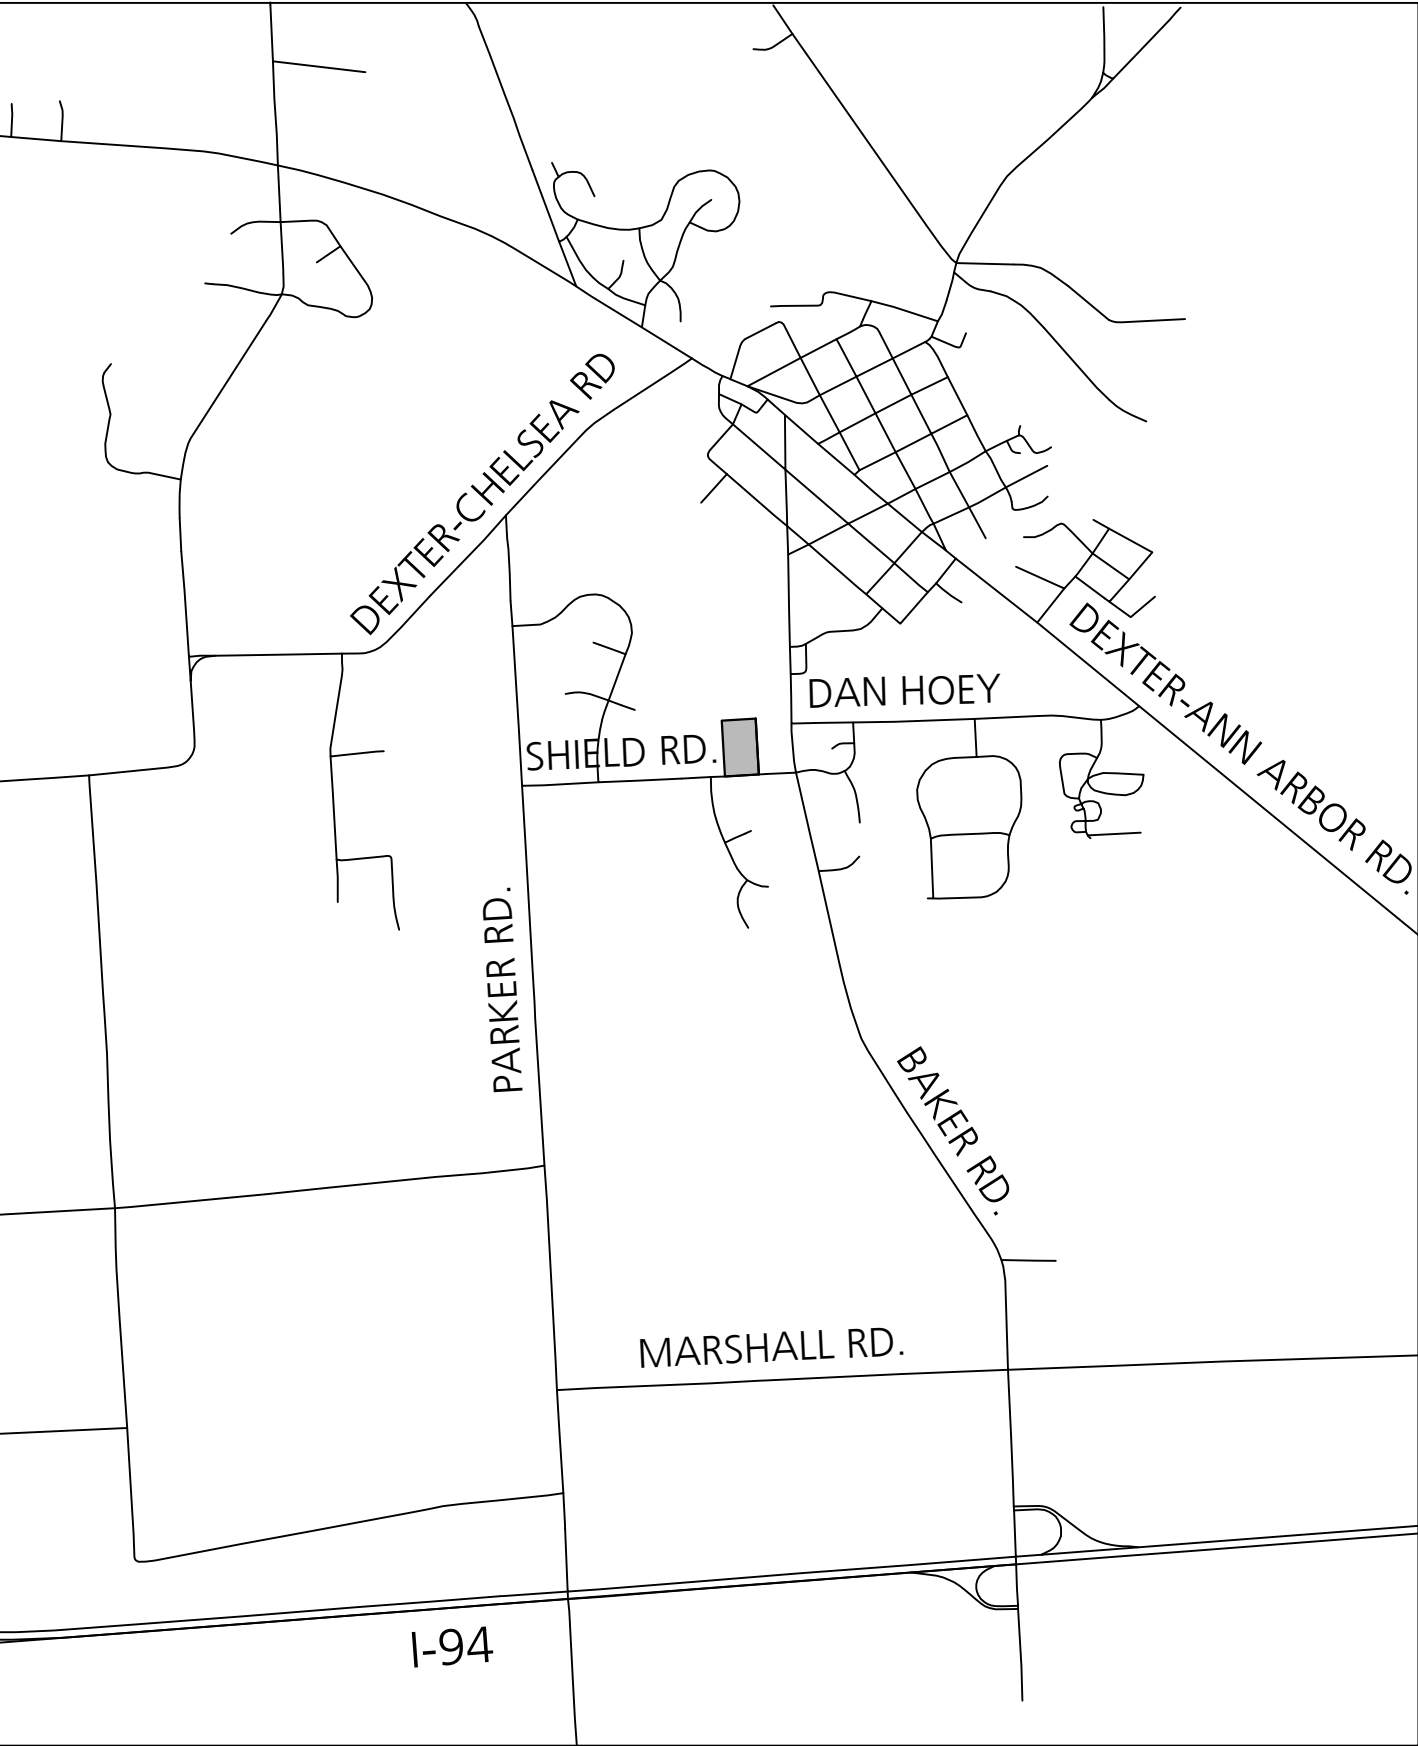 DEXTER-CHELSEA RD
DEXTER-ANN ARBOR RD.
DAN HOEY
SHIELD RD.
PARKER RD.
BAKER RD.
MARSHALL RD.
I-94